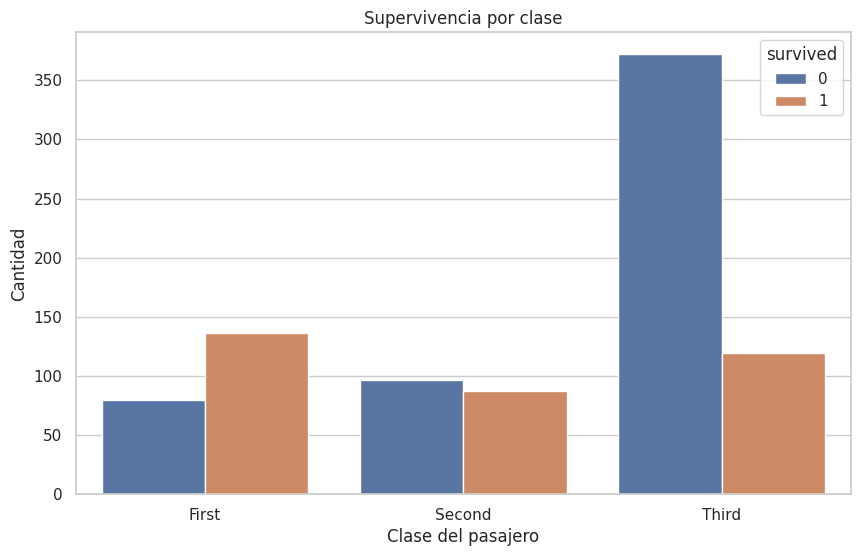 Supervivencia por clase
survived
0
1
Cantidad
350
300
250
200
150
100
50
0
First Second Third
Clase del pasajero